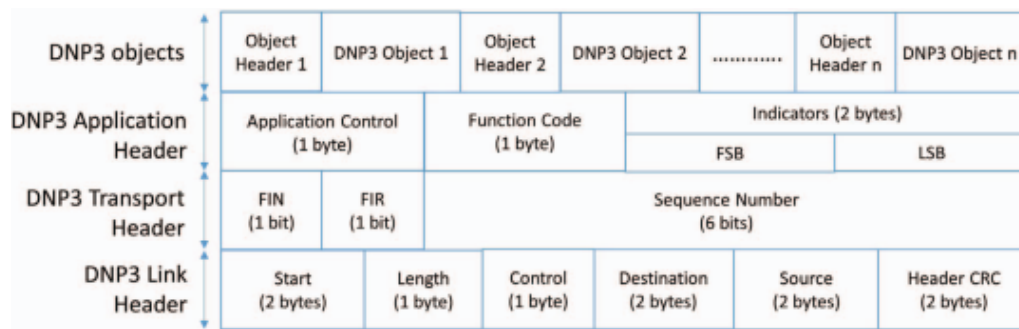 DNP3 objects
Object
Header 1
DNP3 Object 1
Object
Header 2
DNP3 Object 2
.............
Object
Header n
DNP3 Object n
DNP3 Application
Header
Application Control
(1 byte)
Function Code
(1 byte)
Indicators (2 bytes)
FSB
LSB
DNP3 Transport
Header
FIN
(1 bit)
FIR
(1 bit)
Sequence Number
(6 bits)
DNP3 Link
Header
Start
(2 bytes)
Length
(1 byte)
Control
(1 byte)
Destination
(2 bytes)
Source
(2 bytes)
Header CRC
(2 bytes)